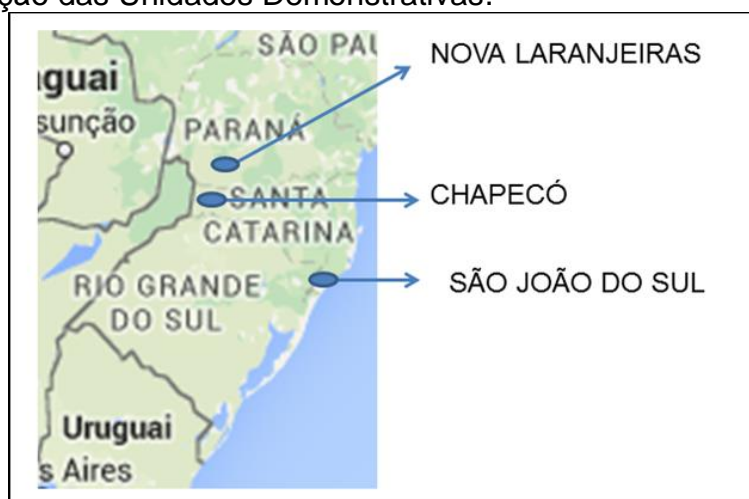 ção das Unidades Demonstrativas.
SÃO PAU
NOVA LARANJEIRAS
guai
sunção
PARANÁ
SANTA
CATARINA
CHAPECÓ
RIO GRANDE
DO SUL
SÃO JOÃO DO SUL
Uruguai
s Aires